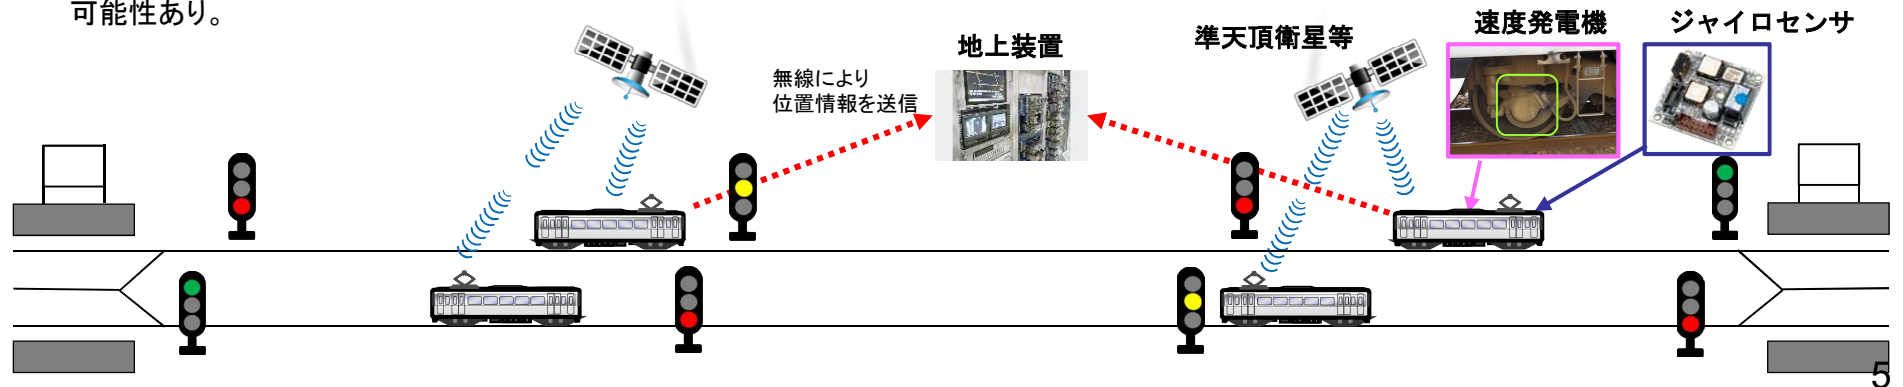 可能性あり。
地上装置
無線により
位置情報を送信
準天頂衛星等
速度発電機
ジャイロセンサ
5